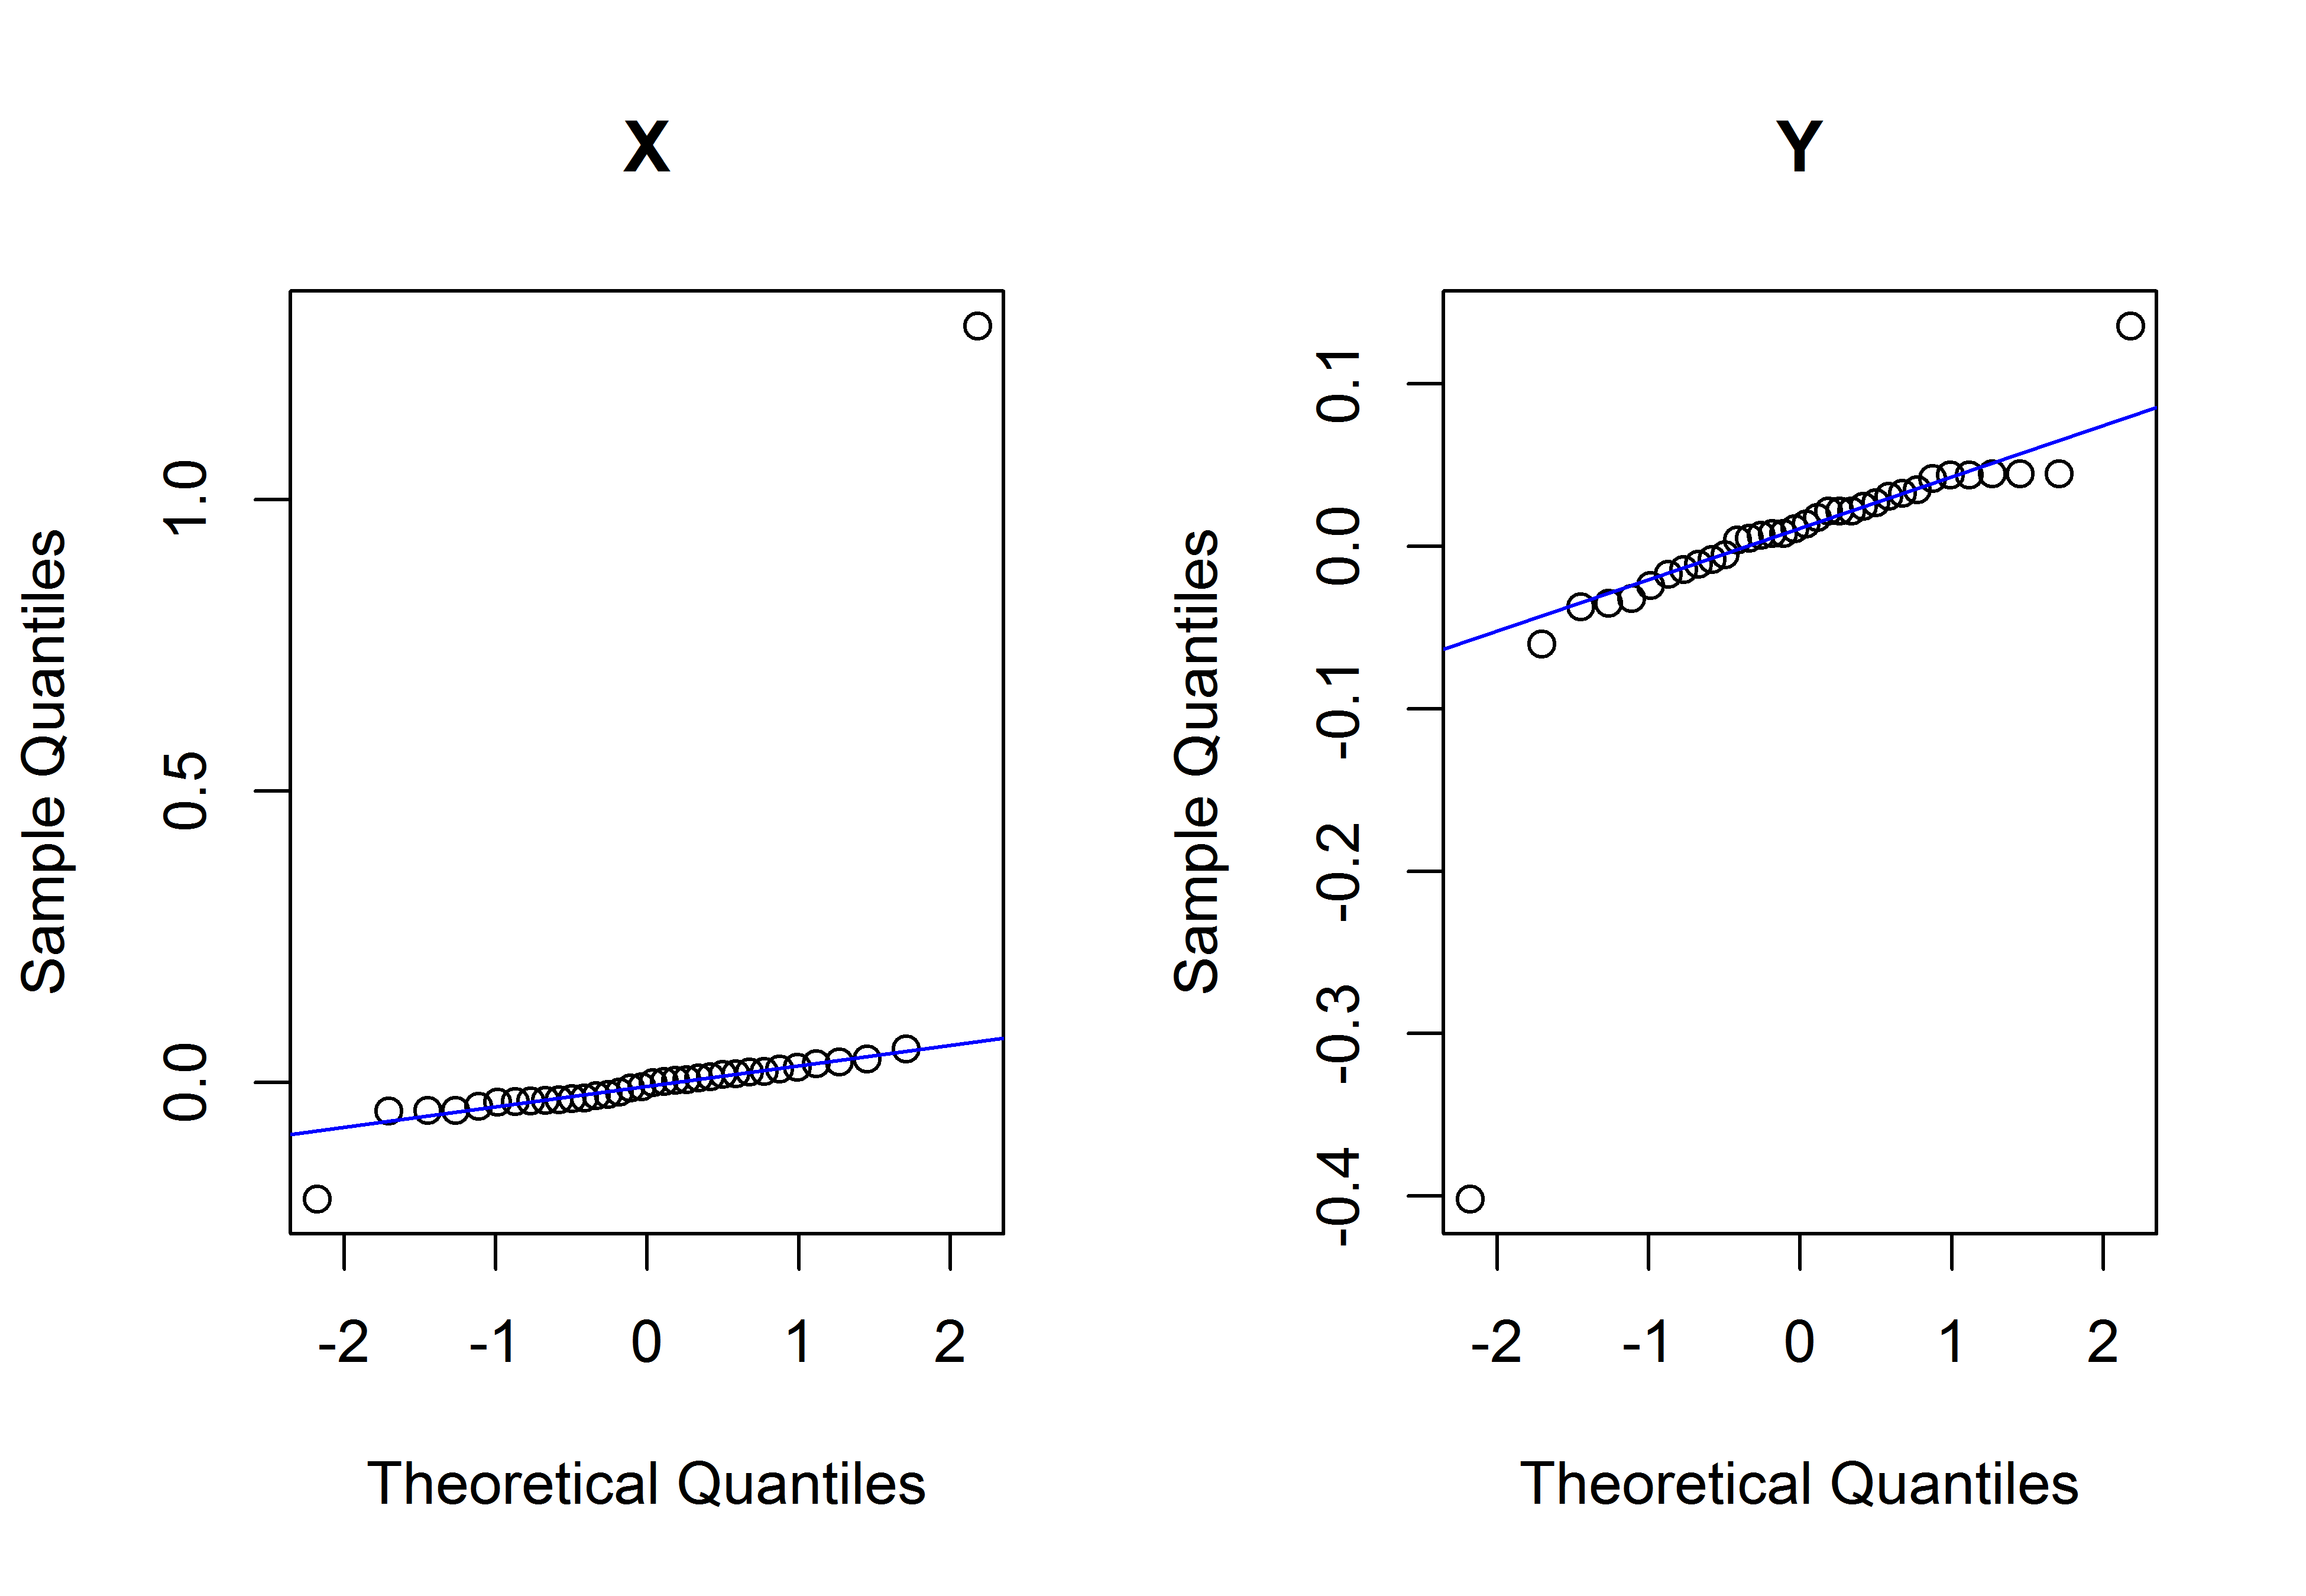 X
Sample Quantiles
1.0
0.5
0.0
-2 -1 0 1 2
Theoretical Quantiles
Y
Sample Quantiles
0.1
0.0
-0.1
-0.2
-0.3
-0.4
-2 -1 0 1 2
Theoretical Quantiles